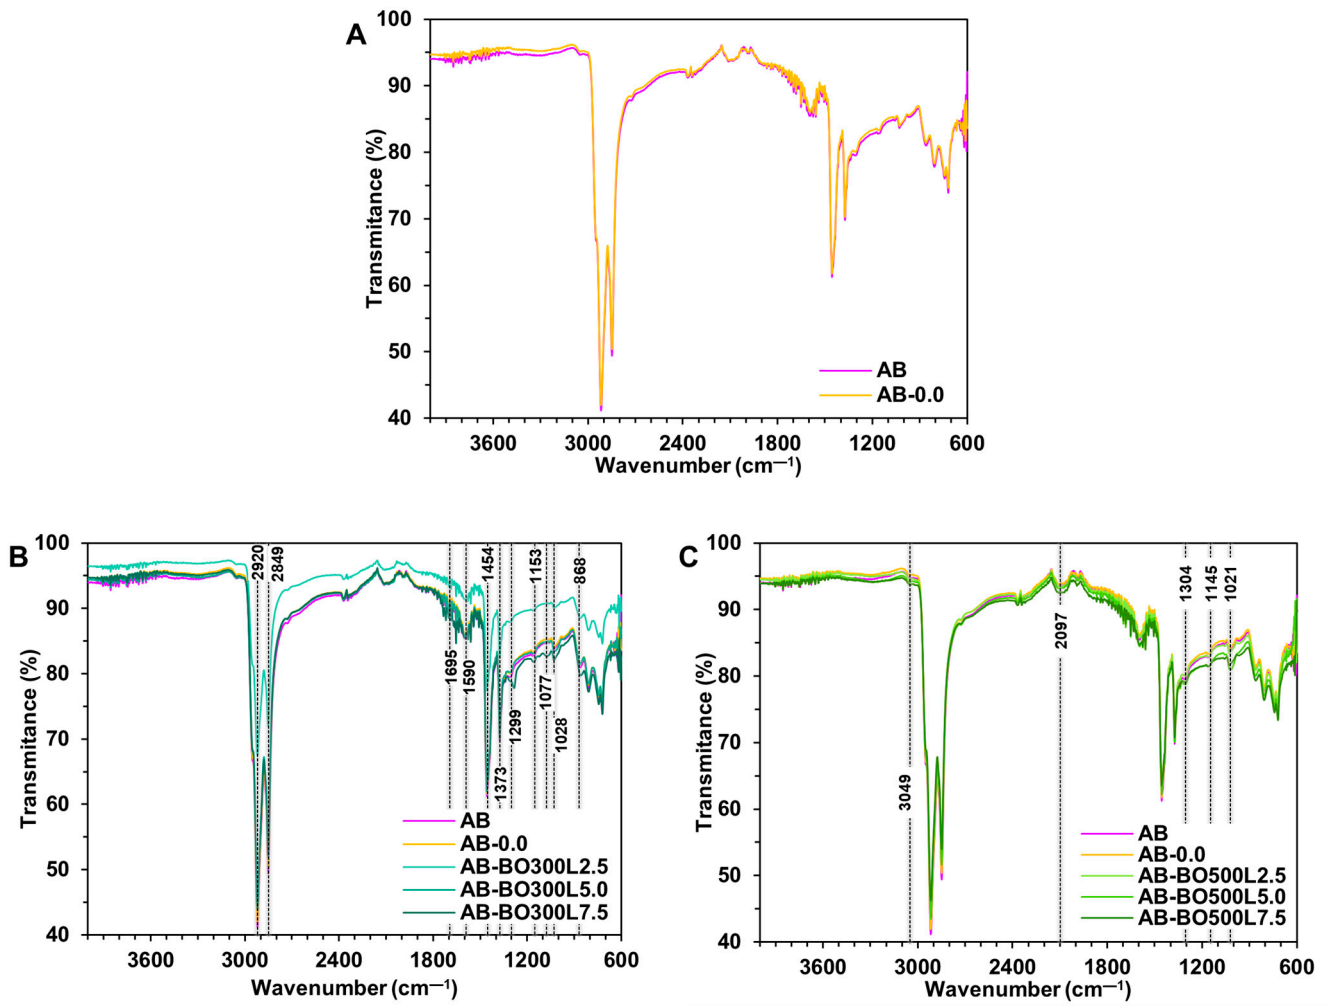 A
100
90
80
70
60
50
40
Transmitance (%)
3600 3000 2400 1800 1200 600
Wavenumber (cm—1)
AB
AB-0.0
B
100
90
80
70
60
50
40
Transmitance (%)
2920
2849
1454
1153
868
1695
1590
1077
1299
1028
1373
AB
AB-0.0
AB-BO300L2.5
AB-BO300L5.0
AB-BO300L7.5
3600 3000 2400 1800 1200 600
Wavenumber (cm—1)
C
100
90
80
70
60
50
40
Transmitance (%)
1304
1145
1021
2097
3049
AB
AB-0.0
AB-BO500L2.5
AB-BO500L5.0
AB-BO500L7.5
3600 3000 2400 1800 1200 600
Wavenumber (cm—1)